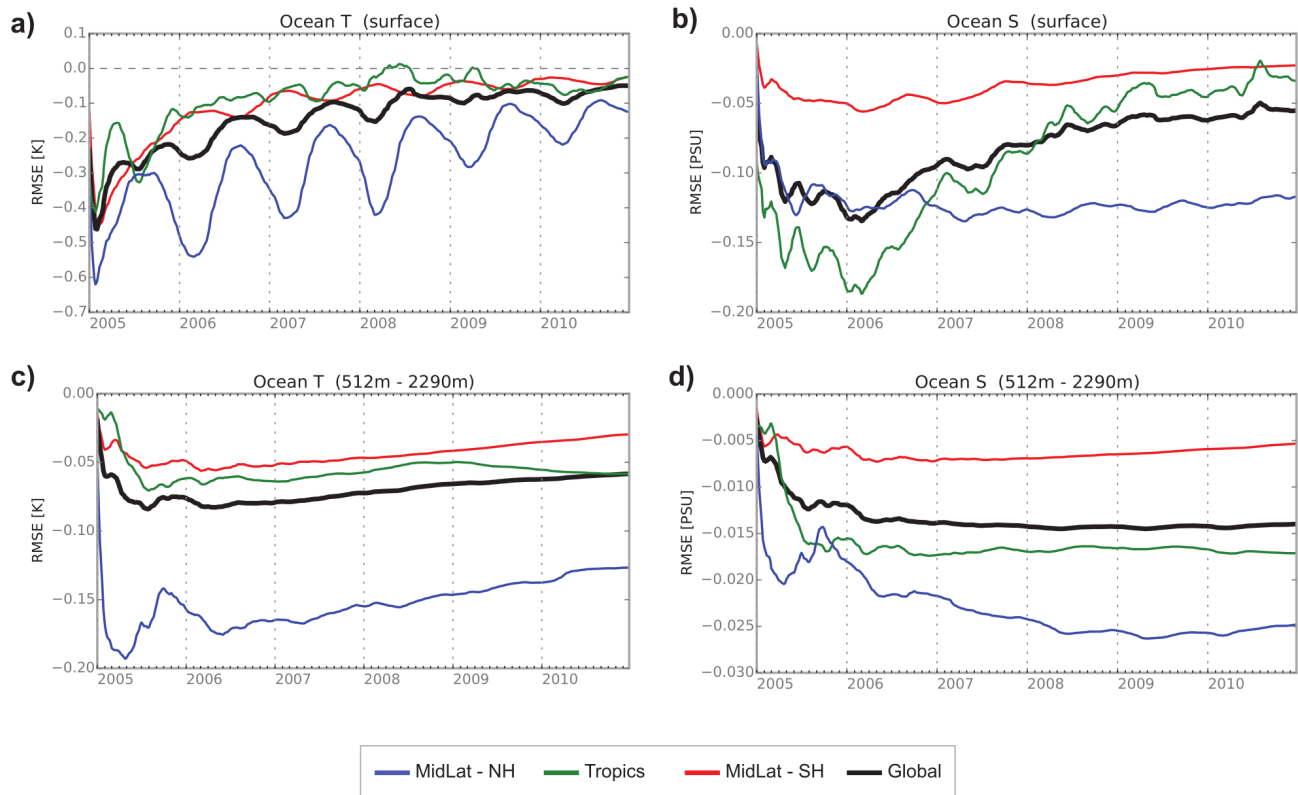 a)
Ocean T (surface)
RMSE [K]
0.1
0.0
−0.1
−0.2
−0.3
−0.4
−0.5
−0.6
−0.7
2005 2006 2007 2008 2009 2010
b)
Ocean S (surface)
RMSE [PSU]
0.00
−0.05
−0.10
−0.15
−0.20
2005 2006 2007 2008 2009 2010
c)
Ocean T (512m - 2290m)
RMSE [K]
0.00
−0.05
−0.10
−0.15
−0.20
2005 2006 2007 2008 2009 2010
d)
Ocean S (512m - 2290m)
RMSE [PSU]
0.000
−0.005
−0.010
−0.015
−0.020
−0.025
−0.030
2005 2006 2007 2008 2009 2010
MidLat - NH Tropics MidLat - SH Global